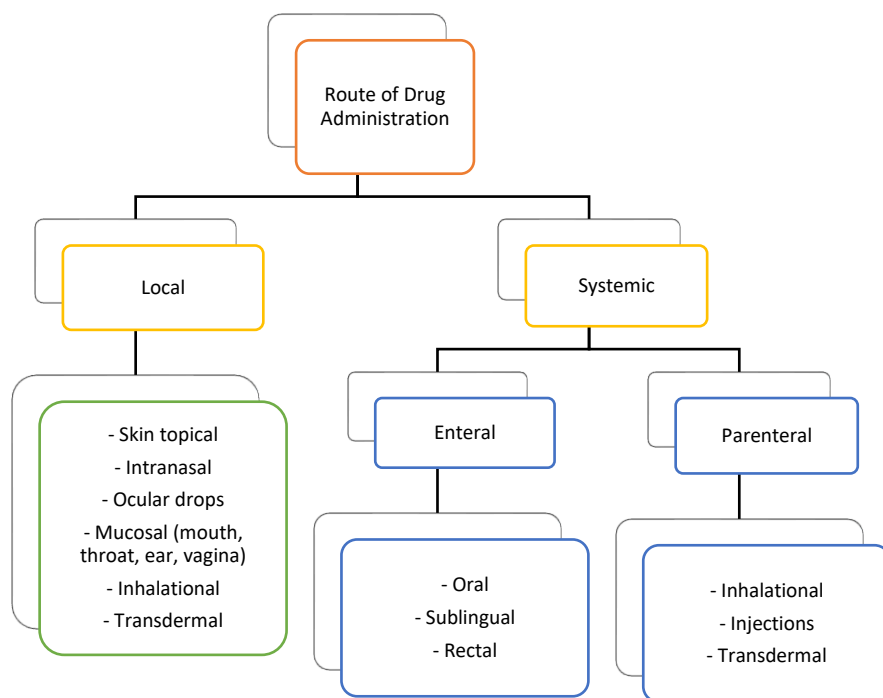 Route of Drug
Administration
Local
Systemic
- Skin topical
- Intranasal
- Ocular drops
- Mucosal (mouth,
throat, ear, vagina)
- Inhalational
- Transdermal
Enteral
Parenteral
- Oral
- Sublingual
- Rectal
- Inhalational
- Injections
- Transdermal